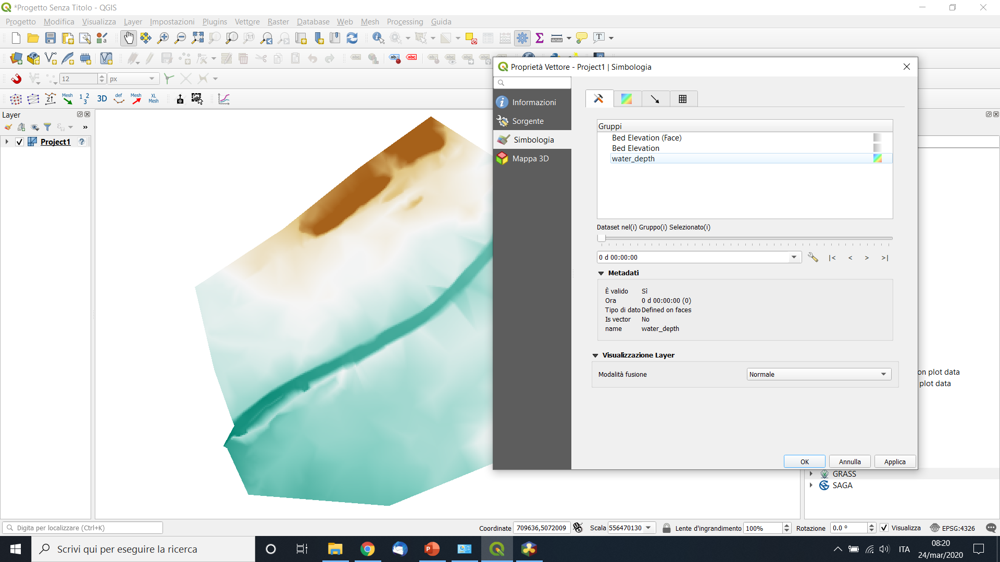 *Progetto Senza Titolo - QGIS
Progetto Modifica Visualizza Layer Impostazioni Plugins Vettore Raster Database Web Mesh Processing Guida
12 px
Mesh 1 2 3 3D def Mesh XL Mesh
Layer
Project1
Proprietà Vettore - Project1 | Simbologia
Informazioni
Sorgente
Simbologia
Mappa 3D
Gruppi
Bed Elevation (Face)
Bed Elevation
water_depth
Dataset nel(i) Gruppo(i) Selezionato(i)
0 d 00:00:00 |< < > >|
Metadati
È valido Sì
Ora 0 d 00:00:00 (0)
Tipo di dato Defined on faces
Is vector No
name water_depth
Visualizzazione Layer
Modalità fusione Normale
on plot data
plot data
OK Annulla Applica
GRASS
SAGA
Digita per localizzare (Ctrl+K) Coordinate 709636,5072009 Scala 556470130 Lente d'ingrandimento 100% Rotazione 0.0 ° Visualizza EPSG:4326
Scrivi qui per eseguire la ricerca ITA 08:20
24/mar/2020